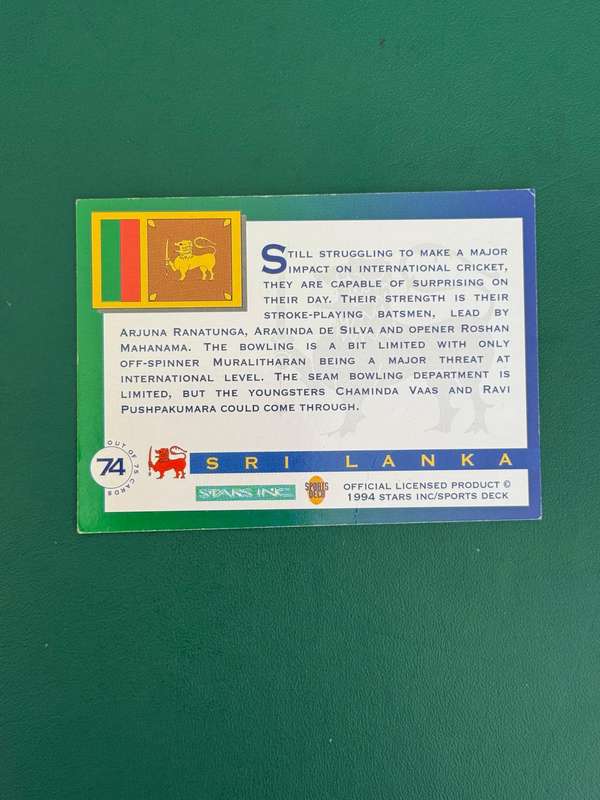 STILL STRUGGLING TO MAKE A MAJOR
IMPACT ON INTERNATIONAL CRICKET,
THEY ARE CAPABLE OF SURPRISING ON
THEIR DAY. THEIR STRENGTH IS THEIR
STROKE-PLAYING BATSMEN, LEAD BY
ARJUNA RANATUNGA, ARAVINDA DE SILVA AND OPENER ROSHAN
MAHANAMA. THE BOWLING IS A BIT LIMITED WITH ONLY
OFF-SPINNER MURALITHARAN BEING A MAJOR THREAT AT
INTERNATIONAL LEVEL. THE SEAM BOWLING DEPARTMENT IS
LIMITED, BUT THE YOUNGSTERS CHAMINDA VAAS AND RAVI
PUSHPAKUMARA COULD COME THROUGH.
74
OUT OF 75 CARDS
SRI LANKA
STARS INC
SPORTS DECK
OFFICIAL LICENSED PRODUCT ©
1994 STARS INC/SPORTS DECK